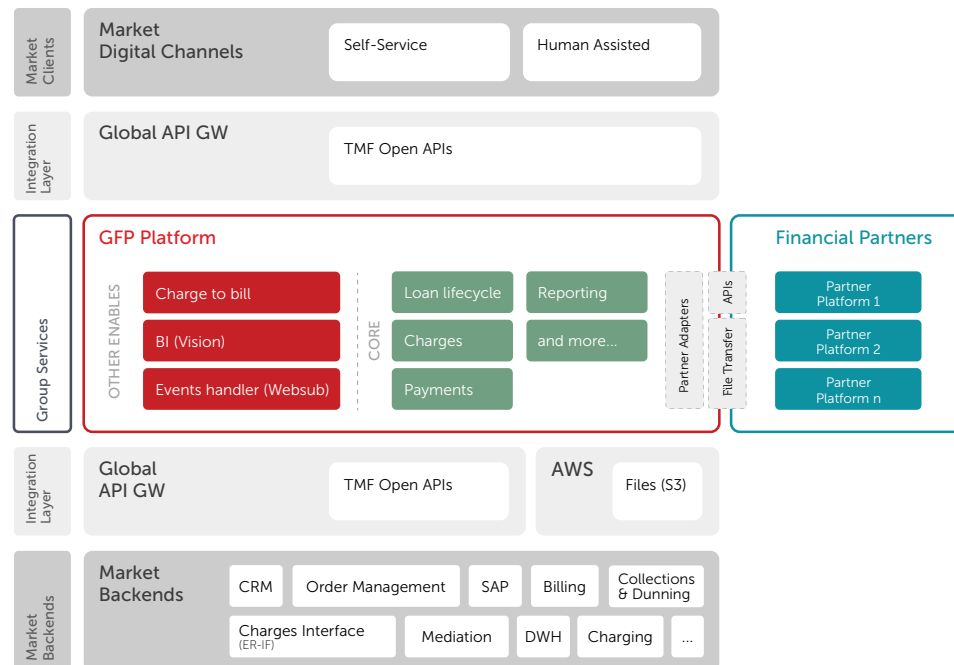 Market
Clients
Market
Digital Channels
Self-Service
Human Assisted
Integration
Layer
Global API GW
TMF Open APIs
Group Services
GFP Platform
OTHER ENABLES
Charge to bill
BI (Vision)
Events handler (Websub)
CORE
Loan lifecycle
Reporting
Charges
and more...
Payments
Partner Adapters
APIs
File Transfer
Financial Partners
Partner
Platform 1
Partner
Platform 2
Partner
Platform n
Integration
Layer
Global
API GW
TMF Open APIs
AWS
Files (S3)
Market
Backends
Market
Backends
CRM
Order Management
SAP
Billing
Collections
& Dunning
Charges Interface
(ER-IF)
Mediation
DWH
Charging
...